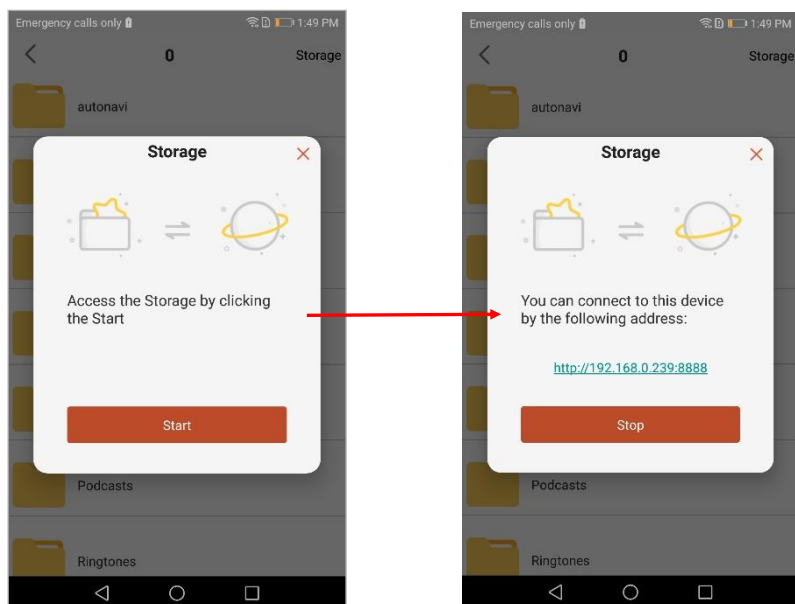 Emergency calls only
1:49 PM
0
Storage
autonavi
Storage
Access the Storage by clicking
the Start
Start
Podcasts
Ringtones
Emergency calls only
1:49 PM
0
Storage
autonavi
Storage
You can connect to this device
by the following address:
http://192.168.0.239:8888
Stop
Podcasts
Ringtones